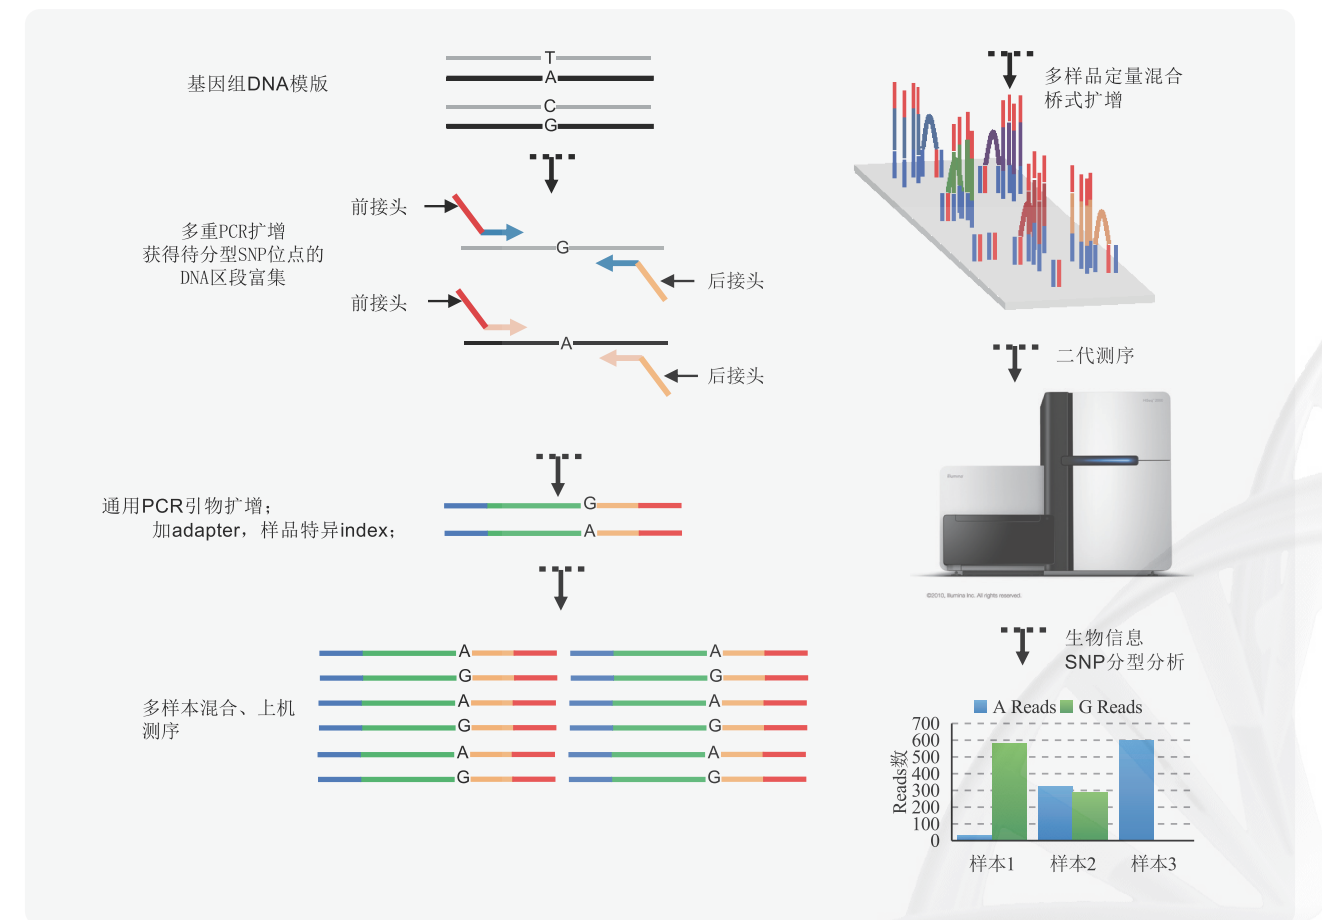 T
基因组DNA模版
A
C
G
前接头
多重PCR扩增
获得待分型SNP位点的
DNA区段富集
G
后接头
前接头
A
后接头
通用PCR引物扩增；
加adapter，样品特异index；
G
A
多样本混合、上机
测序
A A
G G
A A
G G
A A
G G
多样品定量混合
桥式扩增
二代测序
illumina
©2010, Illumina Inc. All rights reserved.
生物信息
SNP分型分析
A Reads G Reads
Reads数
700
600
500
400
300
200
100
0
样本1 样本2 样本3